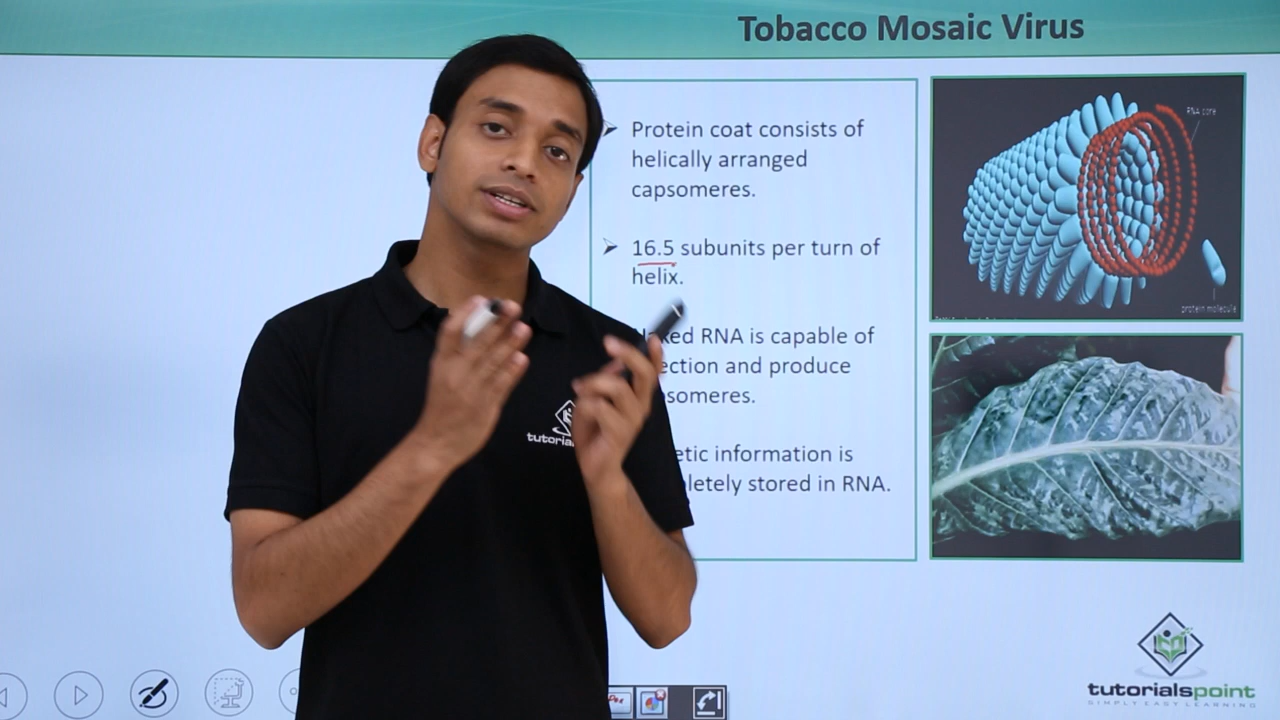 Tobacco Mosaic Virus
Protein coat consists of
helically arranged
capsomeres.
16.5 subunits per turn of
helix.
RNA is capable of
and produce
information is
stored in RNA.
RNA core
protein molecule
tutorialspoint
SIMPLY EASY LEARNING